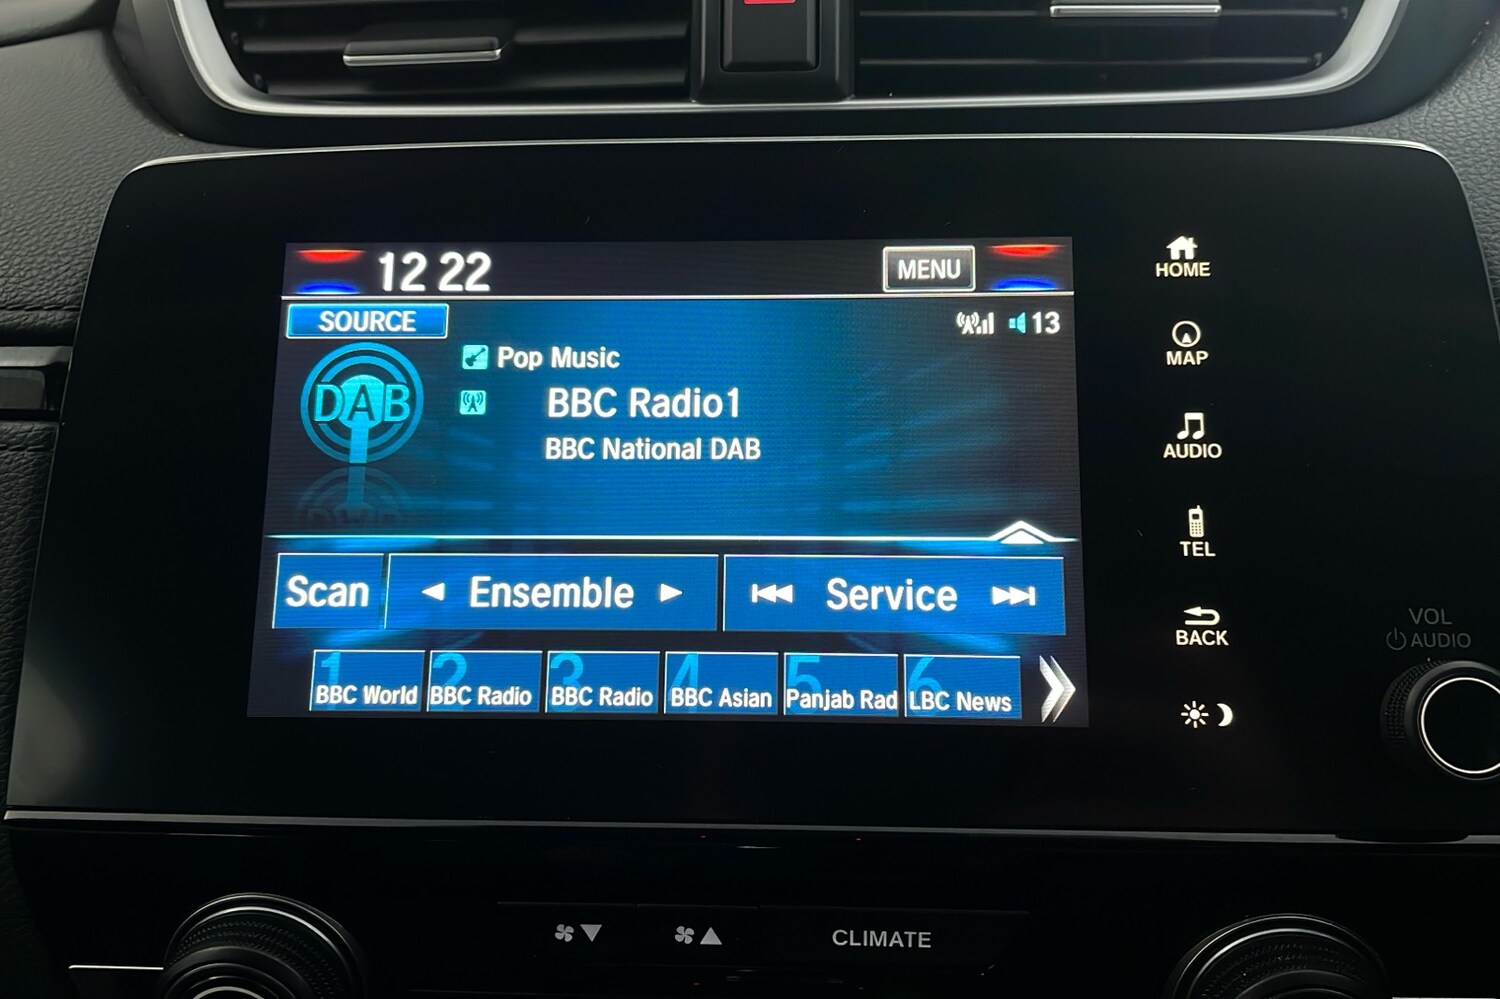 12 22
MENU
SOURCE
13
DAB
Pop Music
BBC Radio1
BBC National DAB
Scan
Ensemble
Service
1
BBC World
2
BBC Radio
3
BBC Radio
4
BBC Asian
5
Panjab Rad
6
LBC News
HOME
MAP
AUDIO
TEL
BACK
VOL
AUDIO
CLIMATE